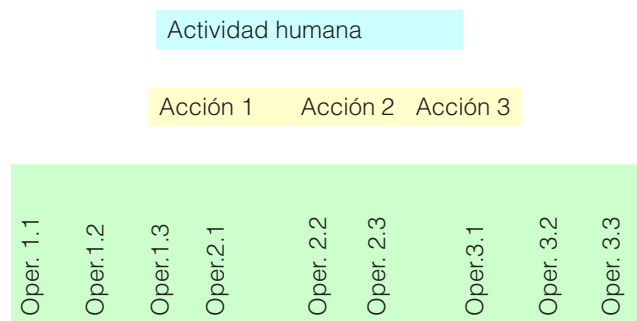 Actividad humana
Acción 1
Acción 2
Acción 3
Oper. 1.1
Oper.1.2
Oper.1.3
Oper.2.1
Oper. 2.2
Oper. 2.3
Oper.3.1
Oper. 3.2
Oper. 3.3